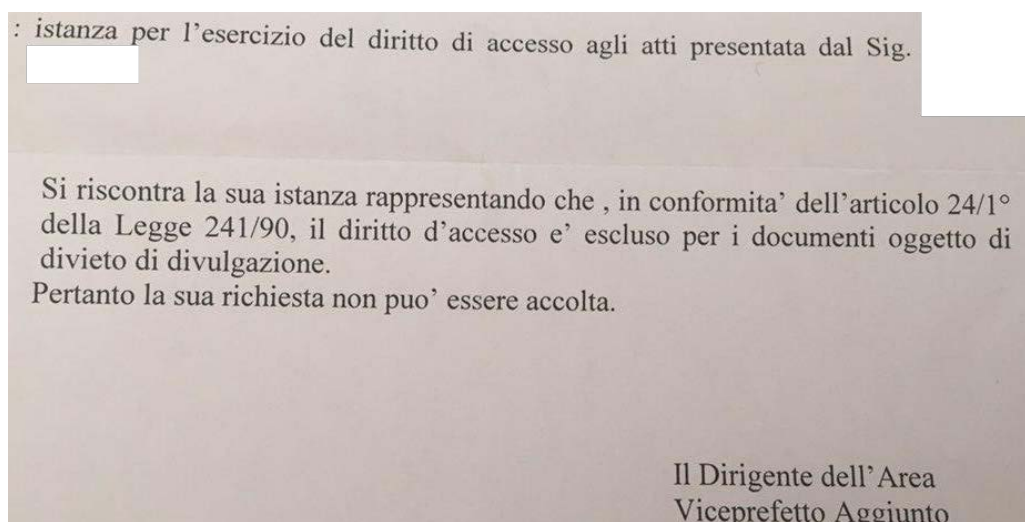 : istanza per l'esercizio del diritto di accesso agli atti presentata dal Sig.
Si riscontra la sua istanza rappresentando che , in conformita' dell'articolo 24/1°
della Legge 241/90, il diritto d'accesso e' escluso per i documenti oggetto di
divieto di divulgazione.
Pertanto la sua richiesta non puo' essere accolta.
Il Dirigente dell'Area
Viceprefetto Aggiunto